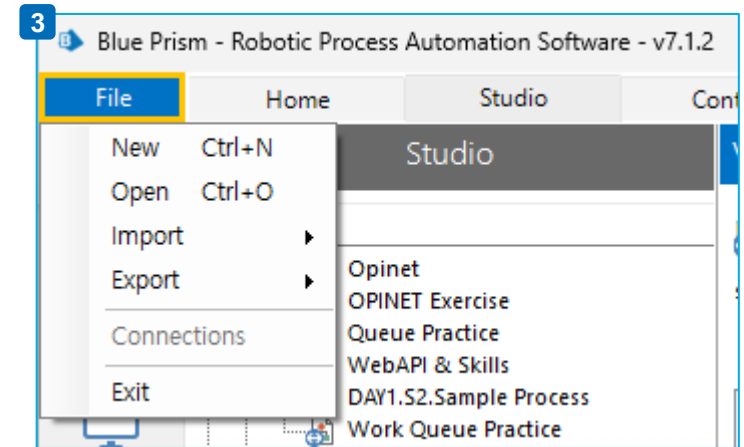 3
Blue Prism - Robotic Process Automation Software - v7.1.2
File Home Studio
New Ctrl+N
Open Ctrl+O
Import
Export
Connections
Exit
Studio
Opinet
OPINET Exercise
Queue Practice
WebAPI & Skills
DAY1.S2.Sample Process
Work Queue Practice